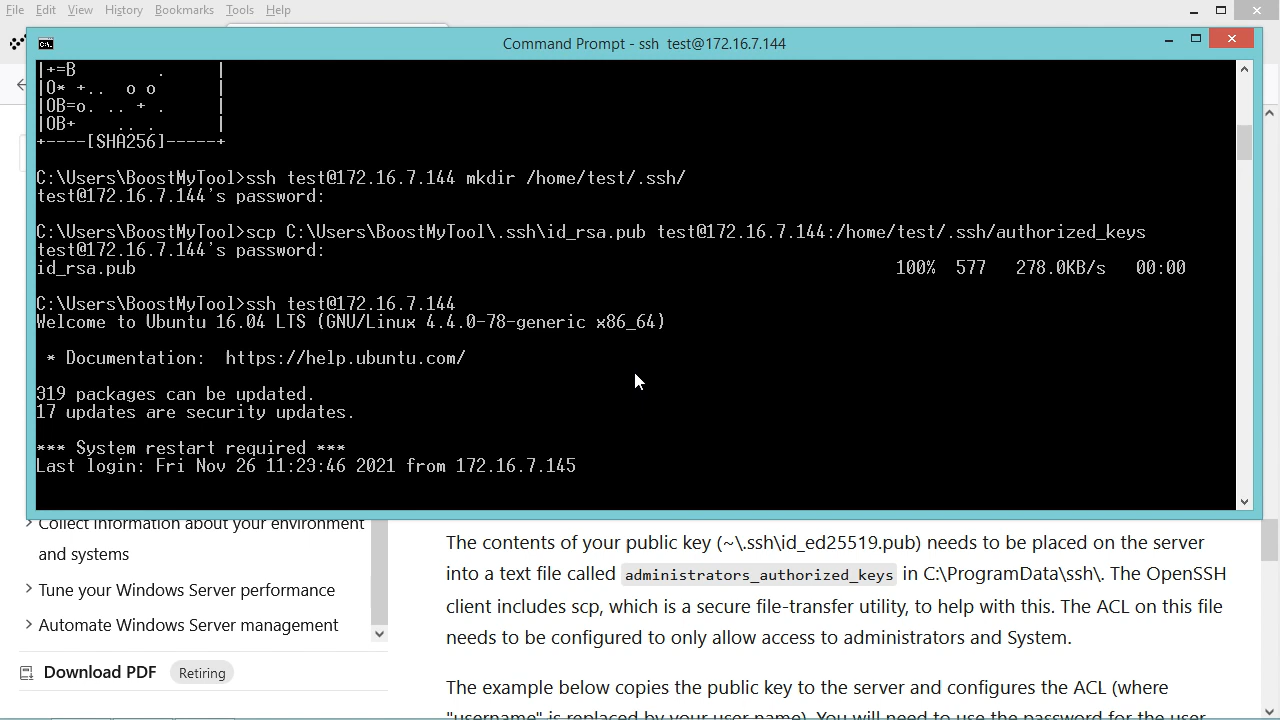 File Edit View History Bookmarks Tools Help
Command Prompt - ssh test@172.16.7.144
|+=B        .     |
|O* +..  o o      |
|OB=o. .. + .     |
|OB+    .. .      |
+----[SHA256]-----+
C:\Users\BoostMyTool>ssh test@172.16.7.144 mkdir /home/test/.ssh/
test@172.16.7.144's password:
C:\Users\BoostMyTool>scp C:\Users\BoostMyTool\.ssh\id_rsa.pub test@172.16.7.144:/home/test/.ssh/authorized_keys
test@172.16.7.144's password:
id_rsa.pub 100% 577 278.0KB/s 00:00
C:\Users\BoostMyTool>ssh test@172.16.7.144
Welcome to Ubuntu 16.04 LTS (GNU/Linux 4.4.0-78-generic x86_64)
* Documentation: https://help.ubuntu.com/
319 packages can be updated.
17 updates are security updates.
*** System restart required ***
Last login: Fri Nov 26 11:23:46 2021 from 172.16.7.145
Collect information about your environment
and systems
Tune your Windows Server performance
Automate Windows Server management
Download PDF Retiring
The contents of your public key (~\.ssh\id_ed25519.pub) needs to be placed on the server
into a text file called administrators_authorized_keys in C:\ProgramData\ssh\. The OpenSSH
client includes scp, which is a secure file-transfer utility, to help with this. The ACL on this file
needs to be configured to only allow access to administrators and System.
The example below copies the public key to the server and configures the ACL (where
"username" is replaced by your user name). You will need to use the password for the user